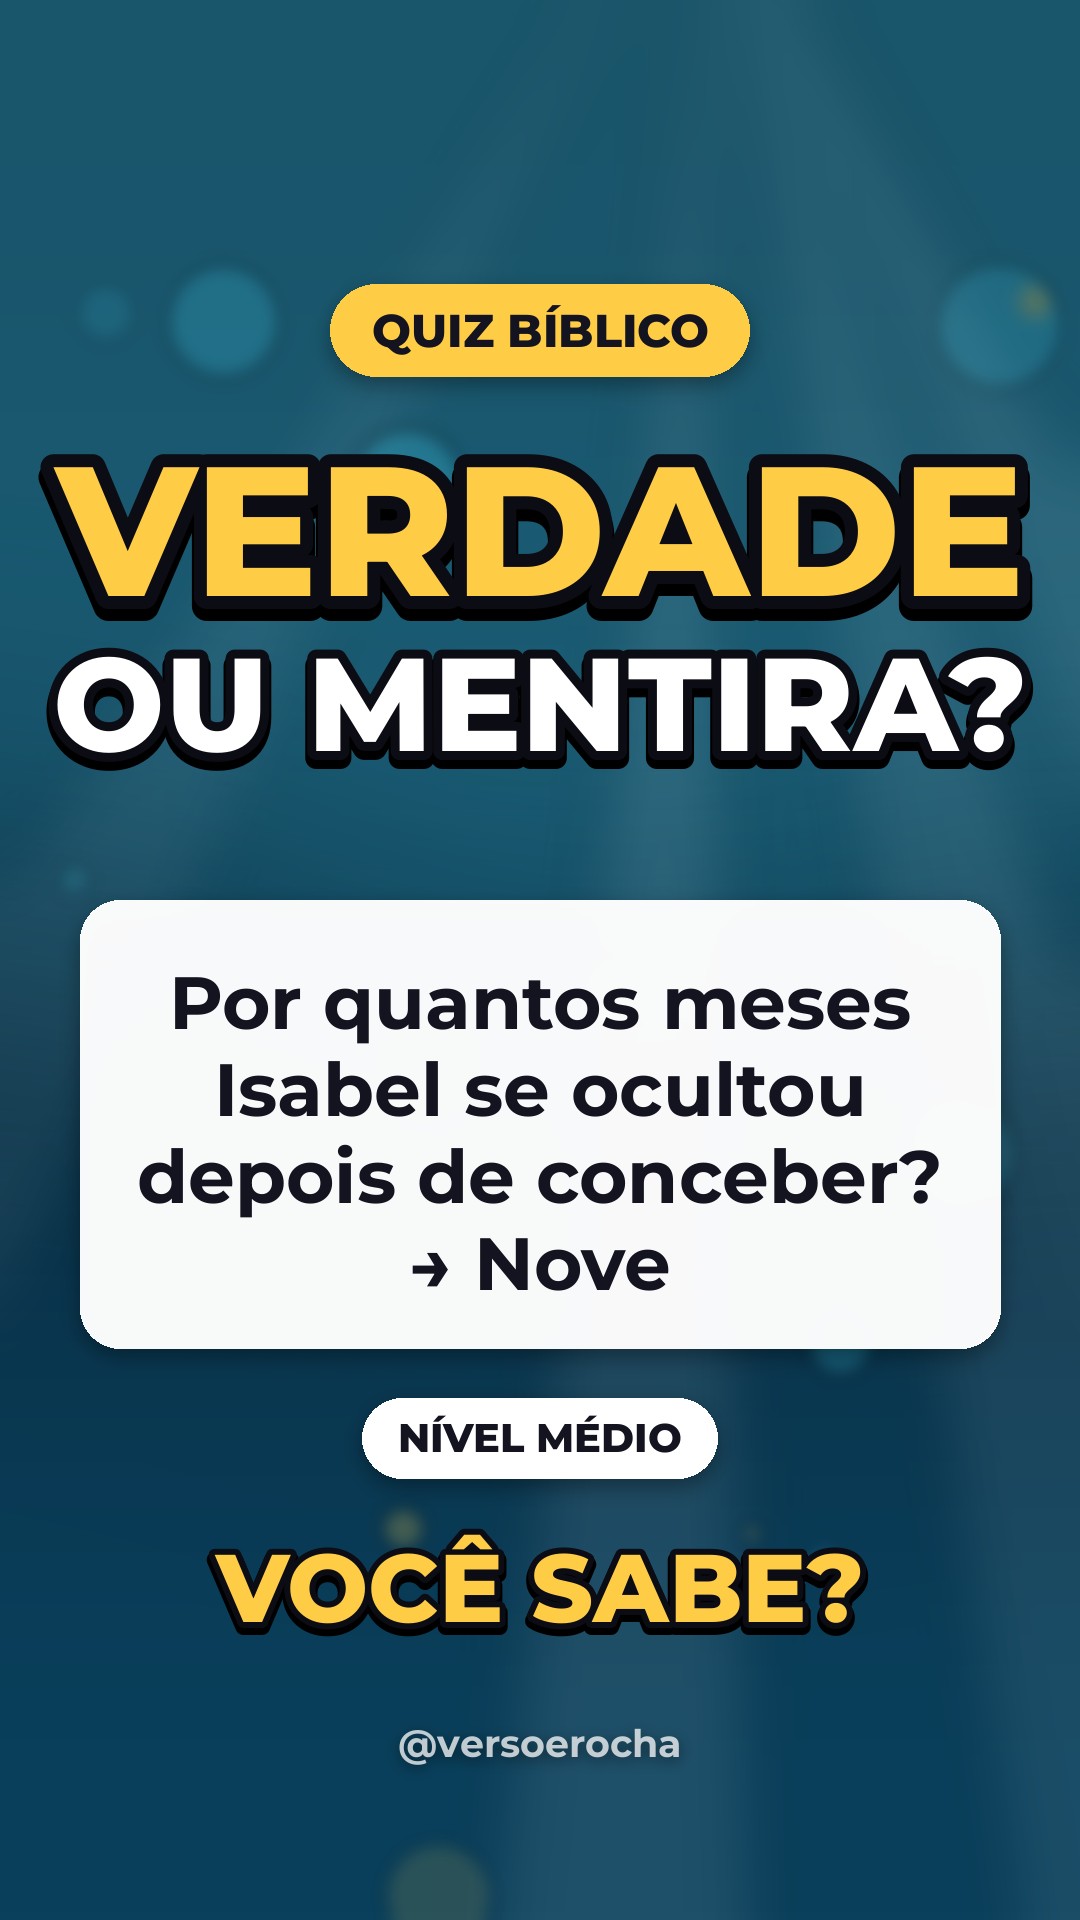 QUIZ BÍBLICO
VERDADE
OU MENTIRA?
Por quantos meses
Isabel se ocultou
depois de conceber?
→ Nove
NÍVEL MÉDIO
VOCÊ SABE?
@versoerocha